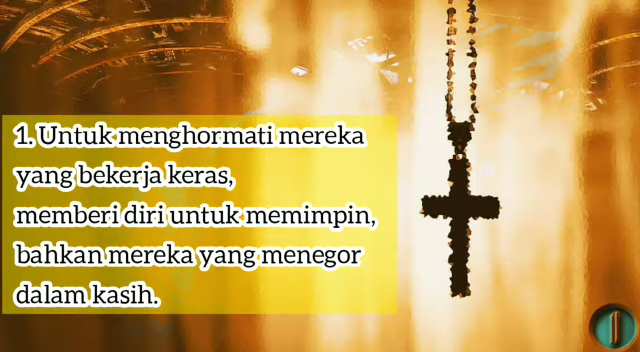 1. Untuk menghormati mereka
yang bekerja keras,
memberi diri untuk memimpin,
bahkan mereka yang menegor
dalam kasih.